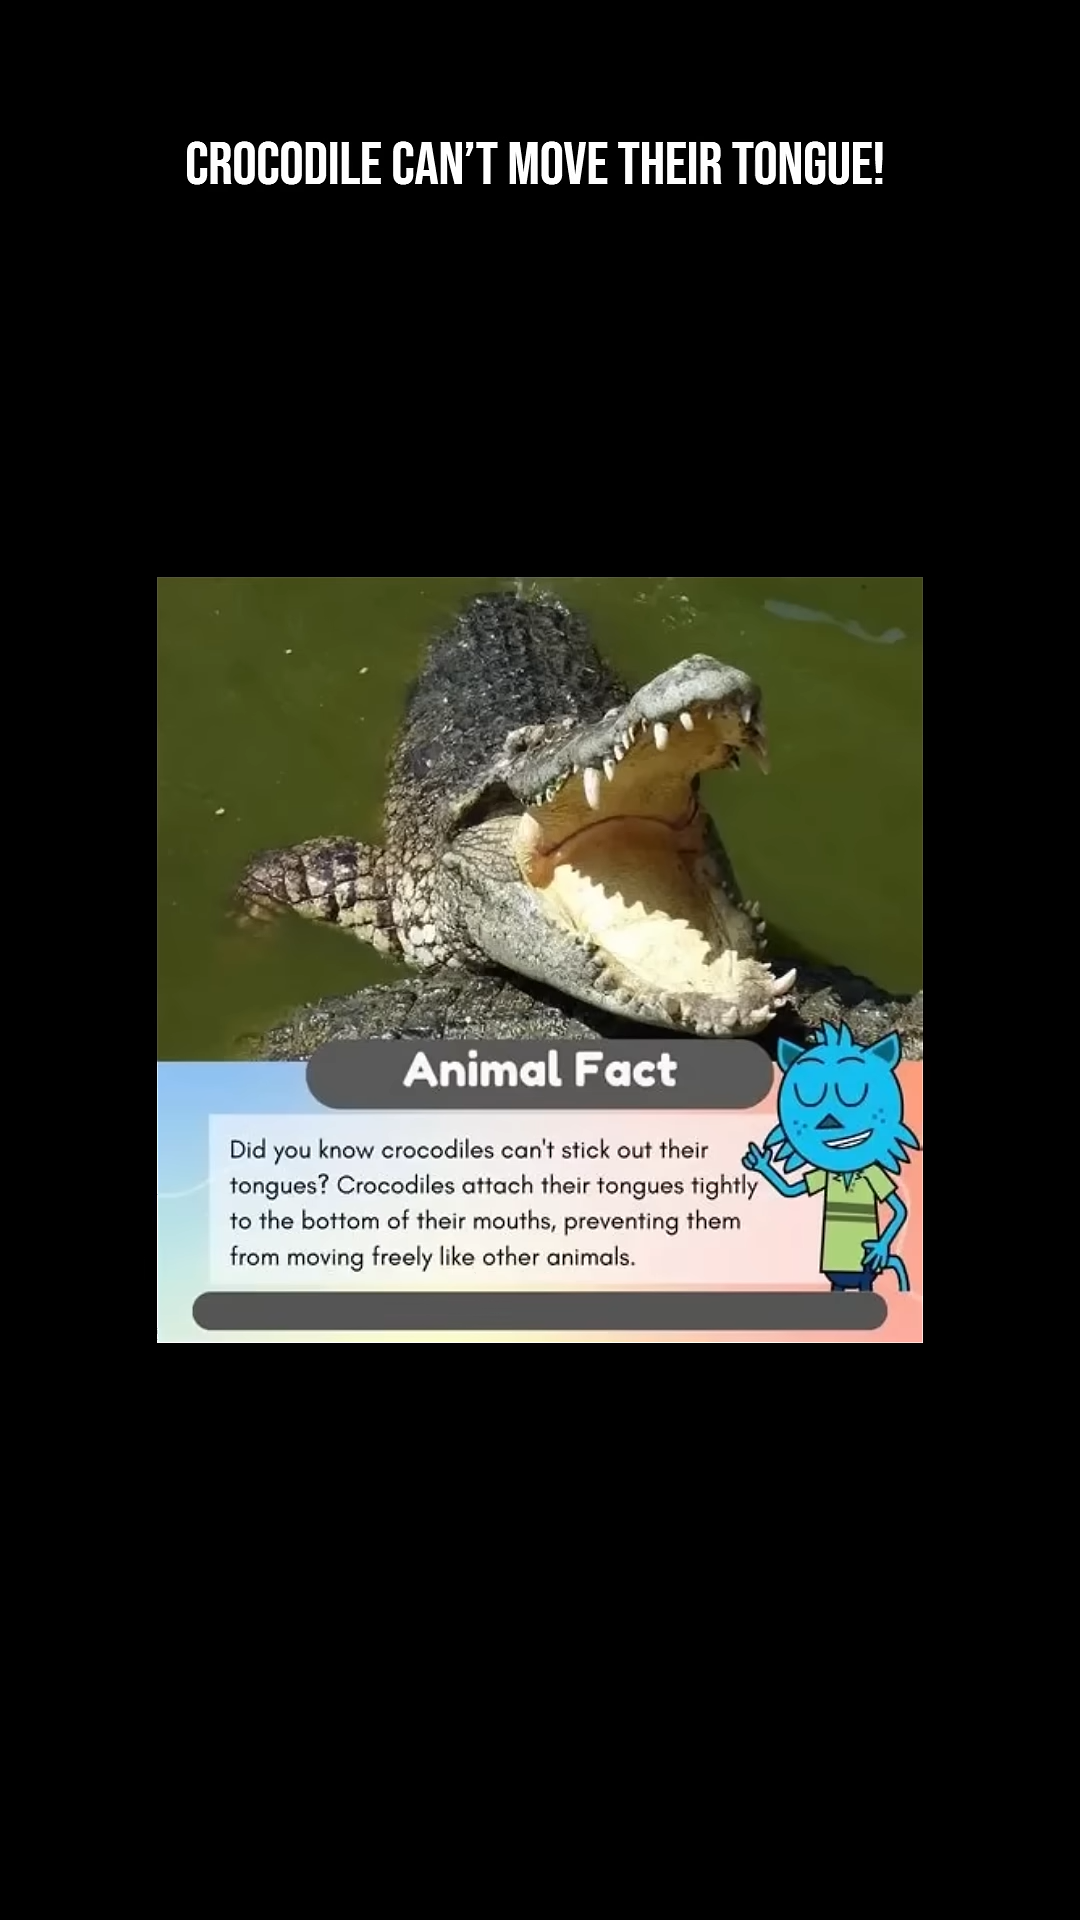 CROCODILE CAN’T MOVE THEIR TONGUE!
Animal Fact
Did you know crocodiles can't stick out their
tongues? Crocodiles attach their tongues tightly
to the bottom of their mouths, preventing them
from moving freely like other animals.